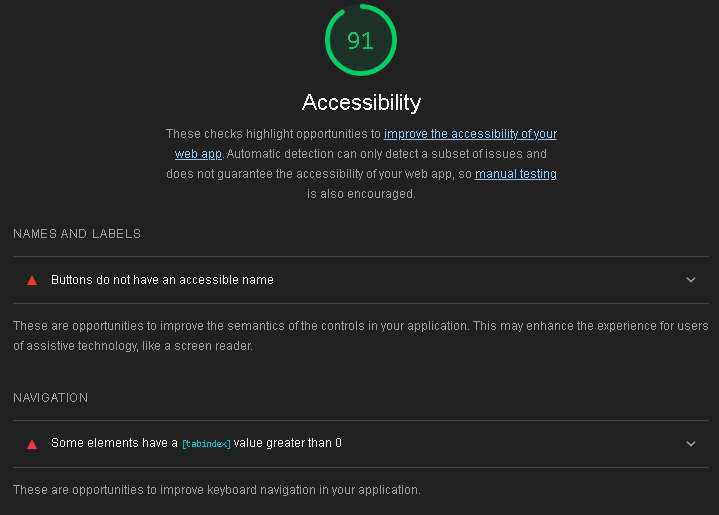 91
Accessibility
These checks highlight opportunities to improve the accessibility of your
web app. Automatic detection can only detect a subset of issues and
does not guarantee the accessibility of your web app, so manual testing
is also encouraged.
NAMES AND LABELS
Buttons do not have an accessible name
These are opportunities to improve the semantics of the controls in your application. This may enhance the experience for users
of assistive technology, like a screen reader.
NAVIGATION
Some elements have a [tabindex] value greater than 0
These are opportunities to improve keyboard navigation in your application.